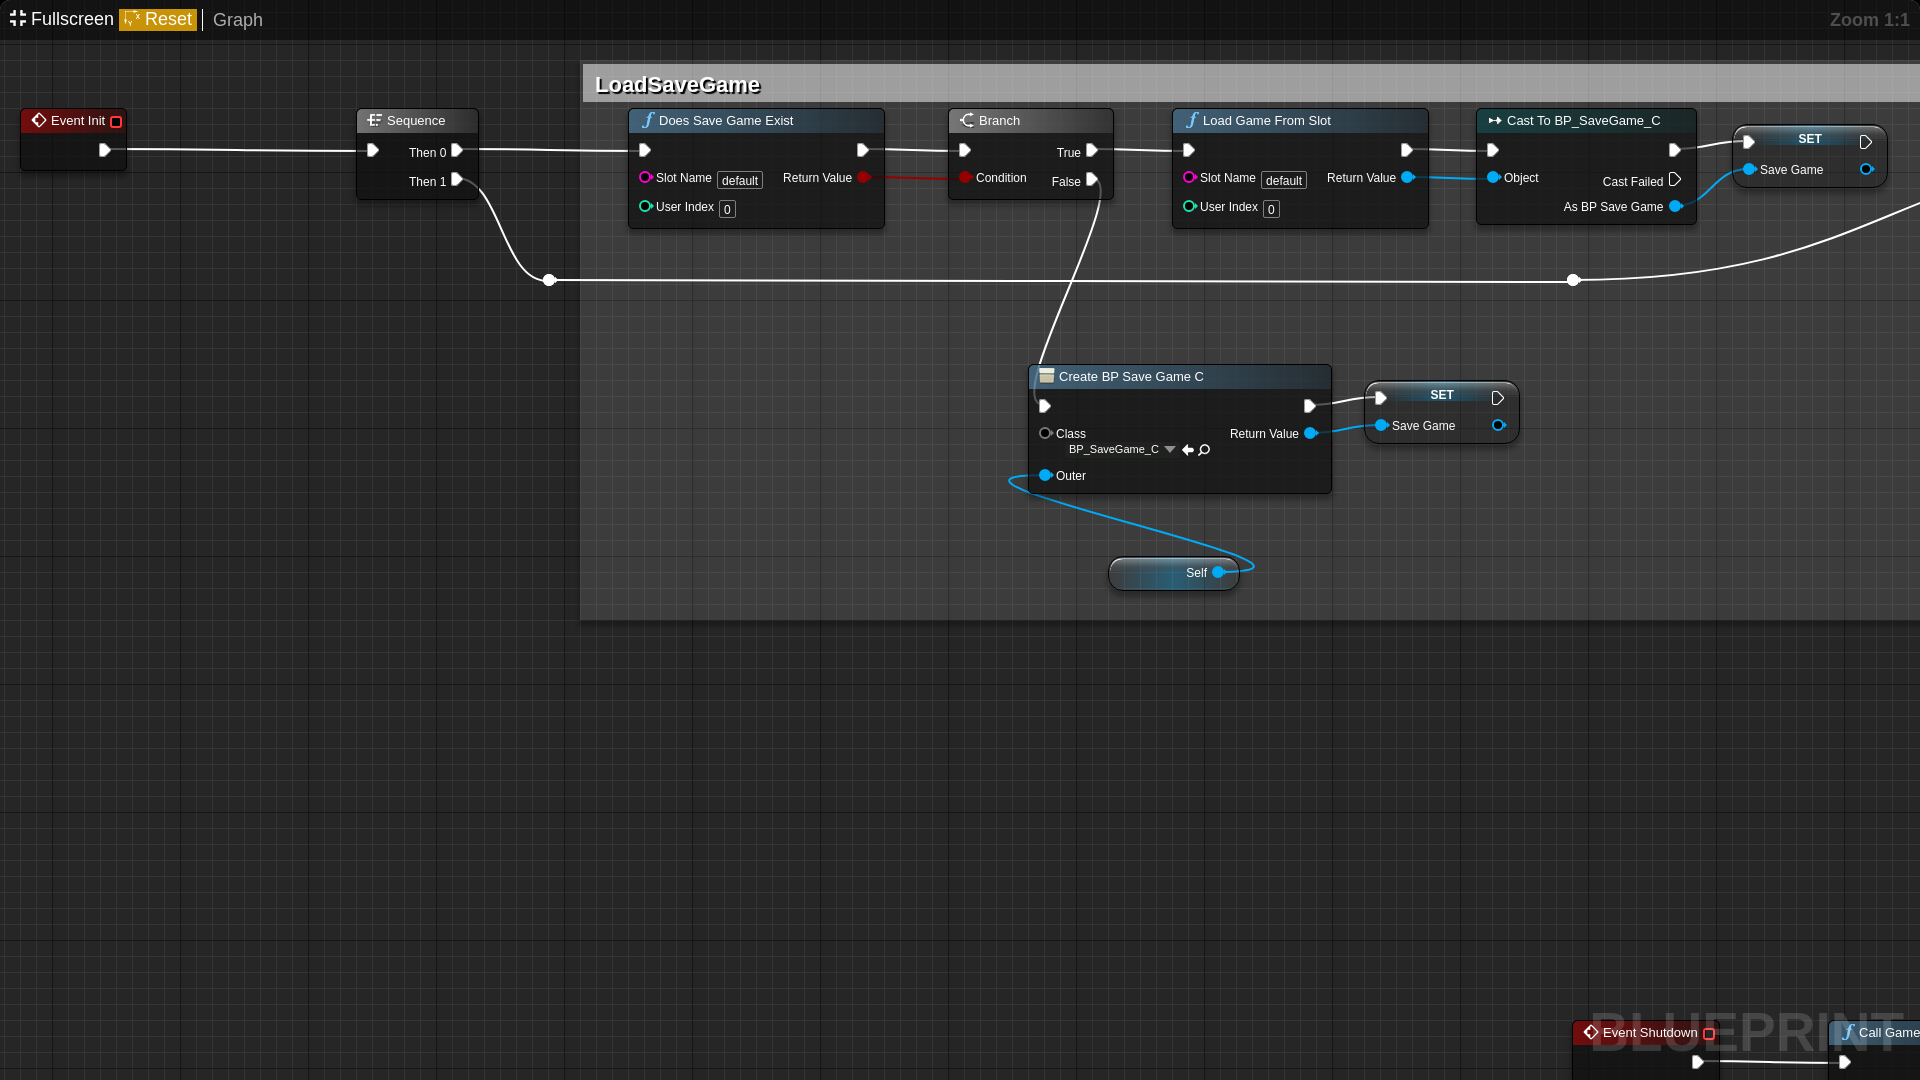 Fullscreen Reset Graph Zoom 1:1
LoadSaveGame
Event Init
Sequence
Then 0
Then 1
Does Save Game Exist
Slot Name default Return Value
User Index 0
Branch
True
Condition
False
Load Game From Slot
Slot Name default Return Value
User Index 0
Cast To BP_SaveGame_C
Object
Cast Failed
As BP Save Game
SET
Save Game
Create BP Save Game C
Class Return Value
BP_SaveGame_C
Outer
SET
Save Game
Self
BLUEPRINT
Event Shutdown
Call Game